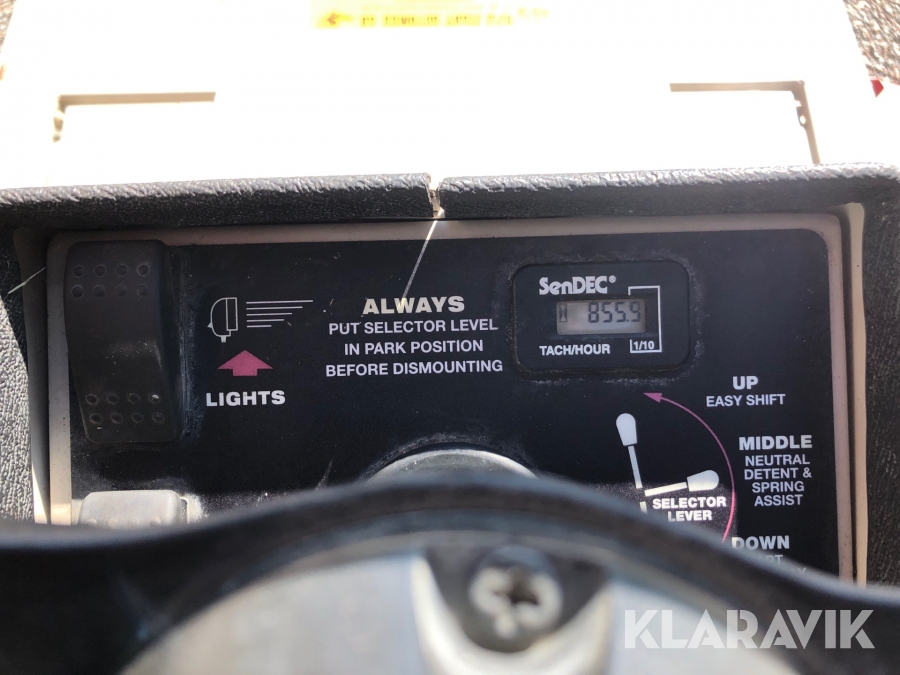 SenDEC®
855.9
TACH/HOUR
1/10
ALWAYS
PUT SELECTOR LEVEL
IN PARK POSITION
BEFORE DISMOUNTING
LIGHTS
UP
EASY SHIFT
MIDDLE
NEUTRAL
DETENT &
SPRING
ASSIST
SELECTOR
LEVER
DOWN
KLARAVIK